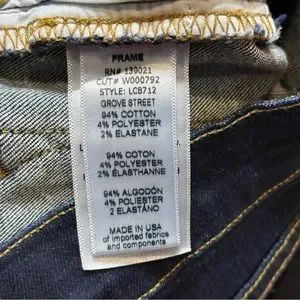 FRAME
RN# 139021
CUT# W000792
STYLE: LCB712
GROVE STREET
94% COTTON
4% POLYESTER
2% ELASTANE
94% COTON
4% POLYESTER
2% ÉLASTHANNE
94% ALGODÓN
4% POLIÉSTER
2% ELASTANO
MADE IN USA
of imported fabrics
and components